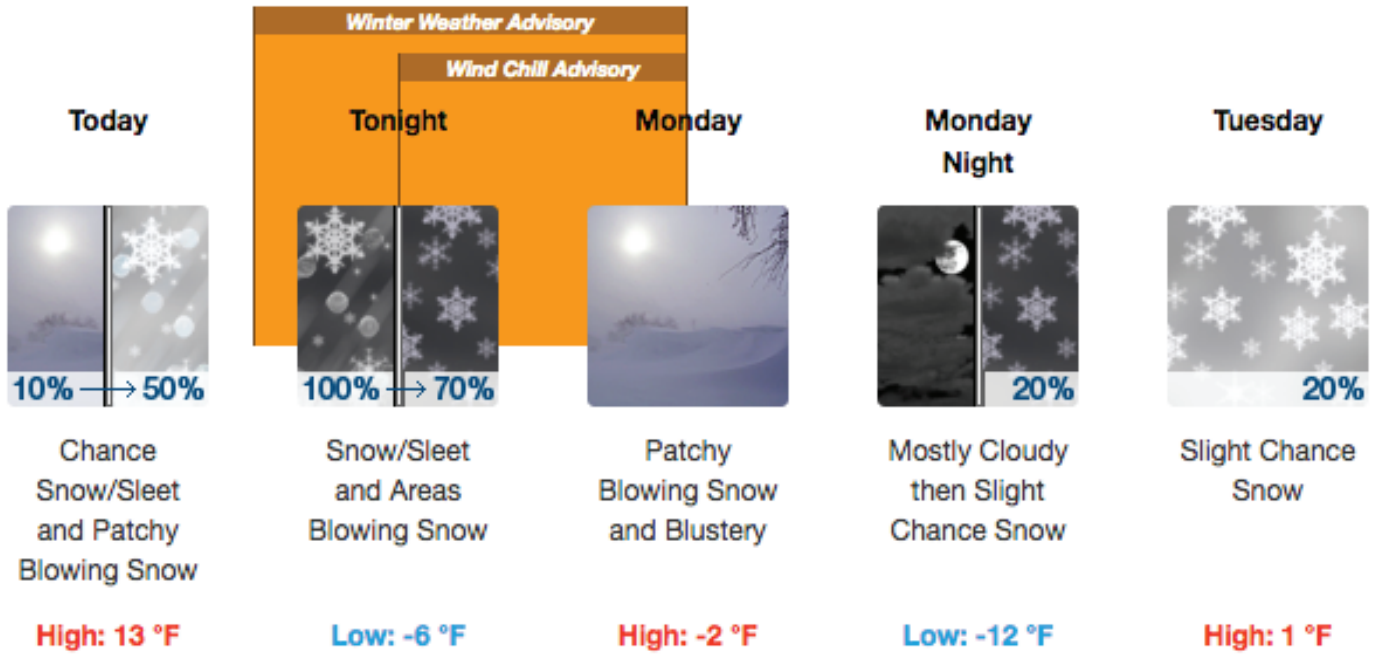 Winter Weather Advisory
Wind Chill Advisory
Today
Tonight
Monday
Monday
Night
Tuesday
10% → 50%
100% → 70%
20%
20%
Chance
Snow/Sleet
and Patchy
Blowing Snow
Snow/Sleet
and Areas
Blowing Snow
Patchy
Blowing Snow
and Blustery
Mostly Cloudy
then Slight
Chance Snow
Slight Chance
Snow
High: 13 °F
Low: -6 °F
High: -2 °F
Low: -12 °F
High: 1 °F